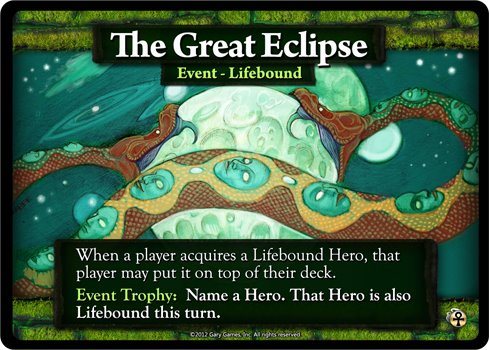 The Great Eclipse
Event - Lifebound
When a player acquires a Lifebound Hero, that
player may put it on top of their deck.
Event Trophy: Name a Hero. That Hero is also
Lifebound this turn.
©2012 Gary Games, Inc. All rights reserved